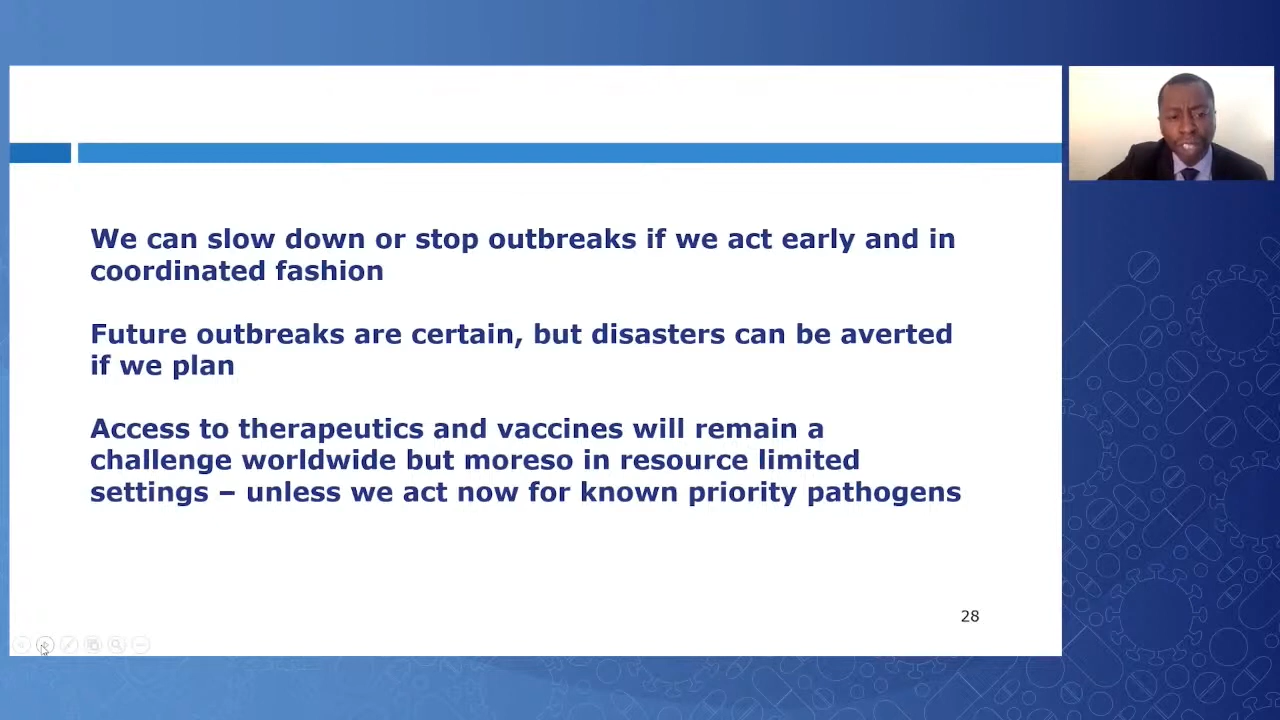 We can slow down or stop outbreaks if we act early and in
coordinated fashion
Future outbreaks are certain, but disasters can be averted
if we plan
Access to therapeutics and vaccines will remain a
challenge worldwide but moreso in resource limited
settings – unless we act now for known priority pathogens
28